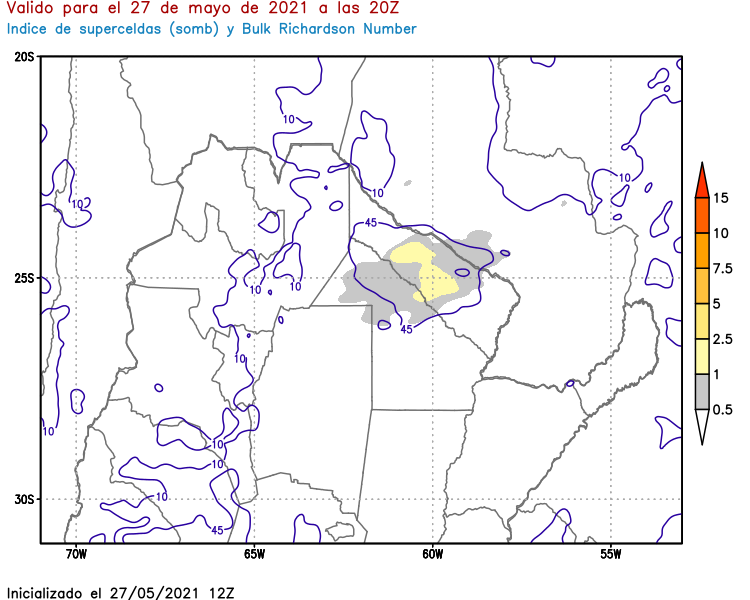 Valido para el 27 de mayo de 2021 a las 20Z
Indice de superceldas (somb) y Bulk Richardson Number
20S
10
10
10
10
45
15
10
7.5
5
2.5
1
0.5
25S
10
10
45
10
10
10
10
10
45
30S
70W
65W
60W
55W
Inicializado el 27/05/2021 12Z